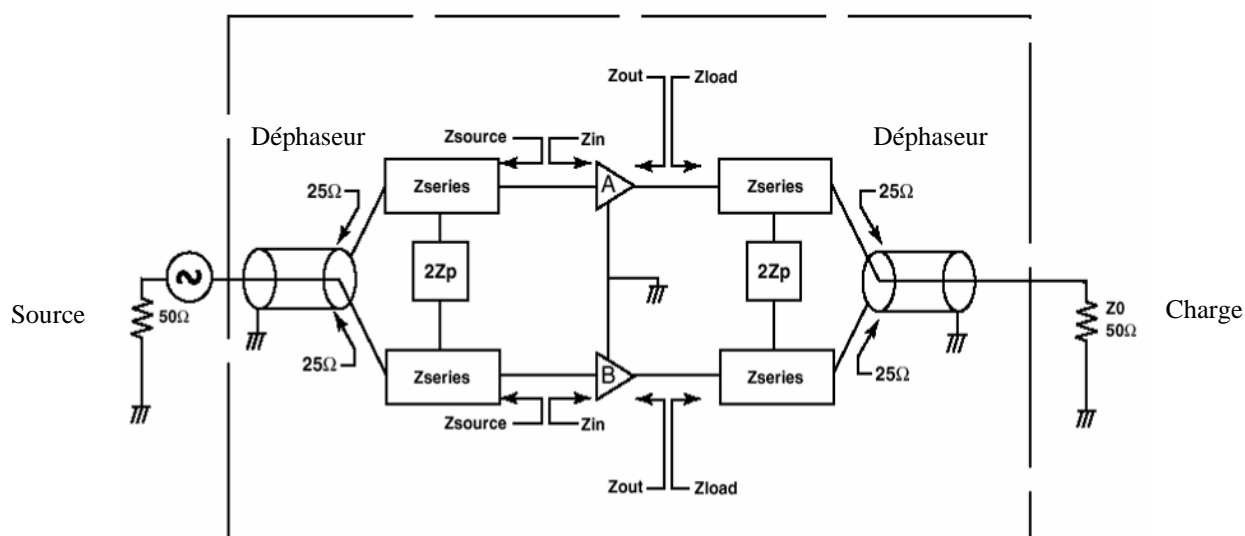 Zout
Zload
Déphaseur
Déphaseur
Zsource
Zin
A
25Ω
Zseries
Zseries
25Ω
2Zp
2Zp
Source
50Ω
Z0
50Ω
Charge
25Ω
Zseries
B
Zseries
25Ω
Zsource
Zin
Zout
Zload